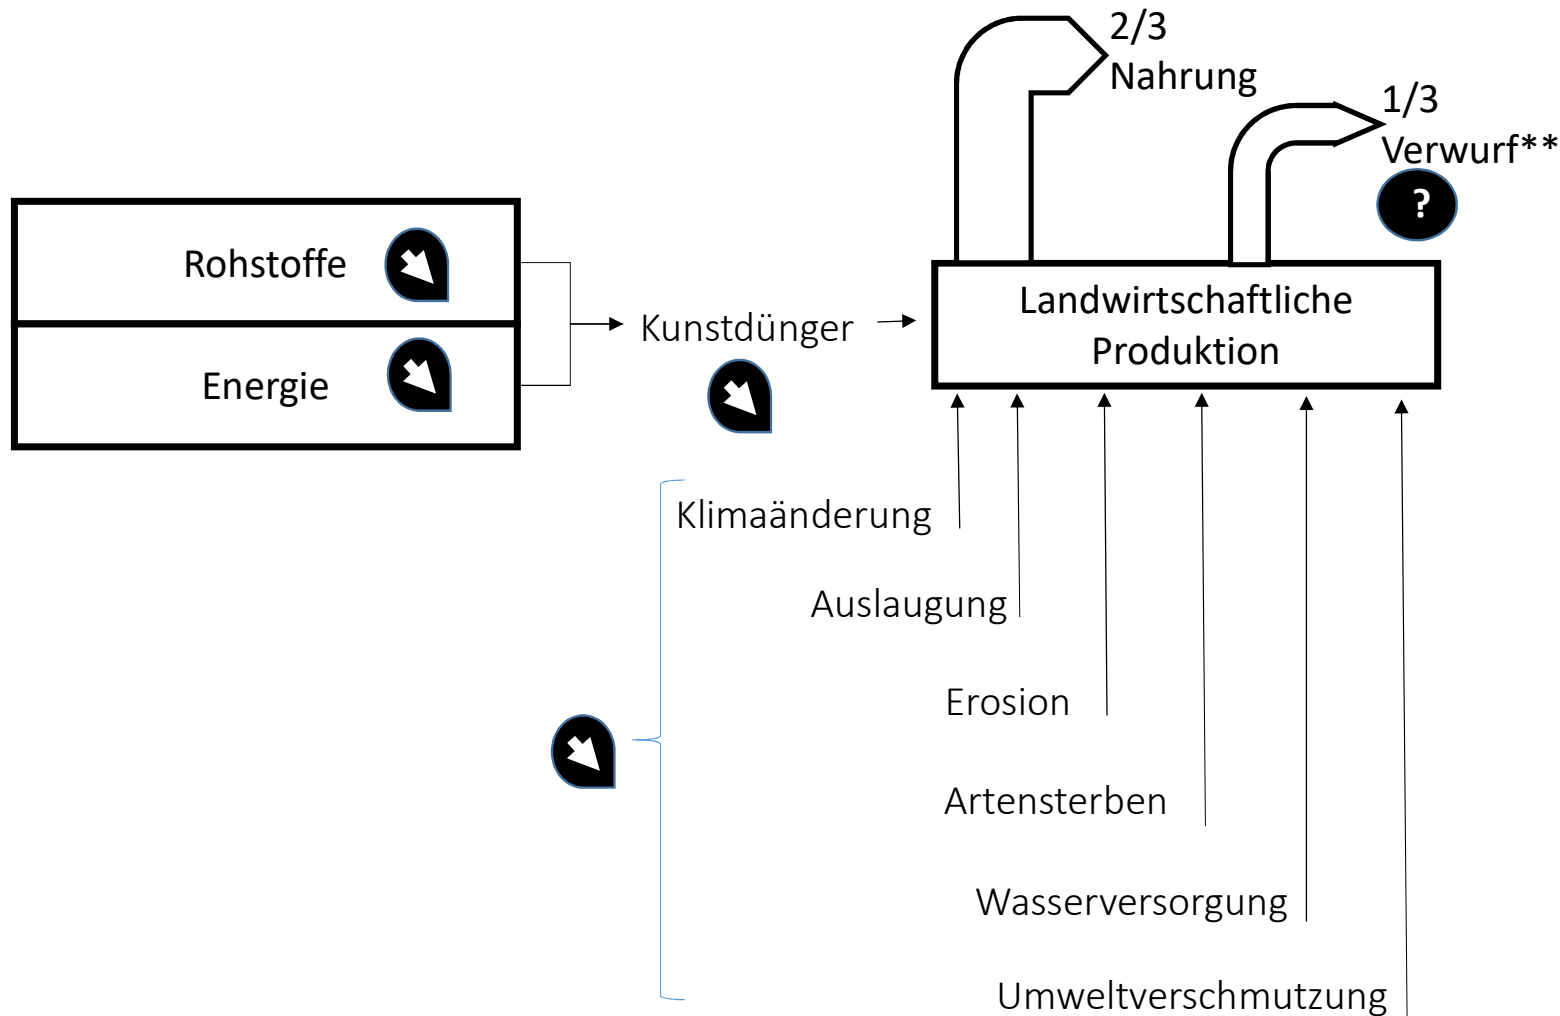 2/3
Nahrung
1/3
Verwurf**
?
Rohstoffe
Energie
Kunstdünger
Landwirtschaftliche
Produktion
Klimaänderung
Auslaugung
Erosion
Artensterben
Wasserversorgung
Umweltverschmutzung